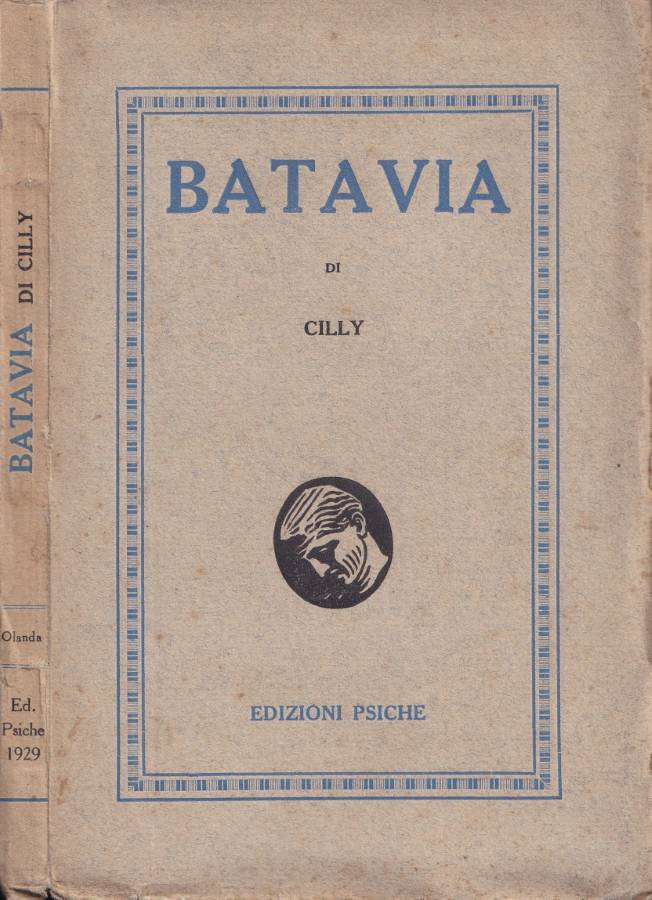 BATAVIA
DI
CILLY
EDIZIONI PSICHE
BATAVIA DI CILLY
Olanda
Ed.
Psiche
1929